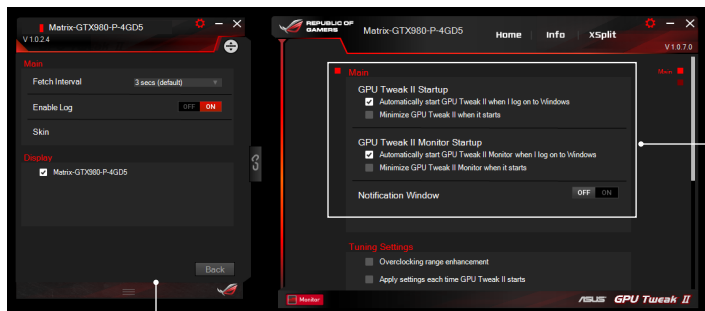 Matrix-GTX980-P-4GD5
V 1.0.2.4
Main
Fetch Interval 3 secs (default)
Enable Log OFF ON
Skin
Display
Matrix-GTX980-P-4GD5
Back
REPUBLIC OF
GAMERS
Matrix-GTX980-P-4GD5
Home Info XSplit
V 1.0.7.0
Main
Main
GPU Tweak II Startup
Automatically start GPU Tweak II when I log on to Windows
Minimize GPU Tweak II when it starts
GPU Tweak II Monitor Startup
Automatically start GPU Tweak II Monitor when I log on to Windows
Minimize GPU Tweak II Monitor when it starts
Notification Window OFF ON
Tuning Settings
Overclocking range enhancement
Apply settings each time GPU Tweak II starts
Monitor
ASUS GPU Tweak II